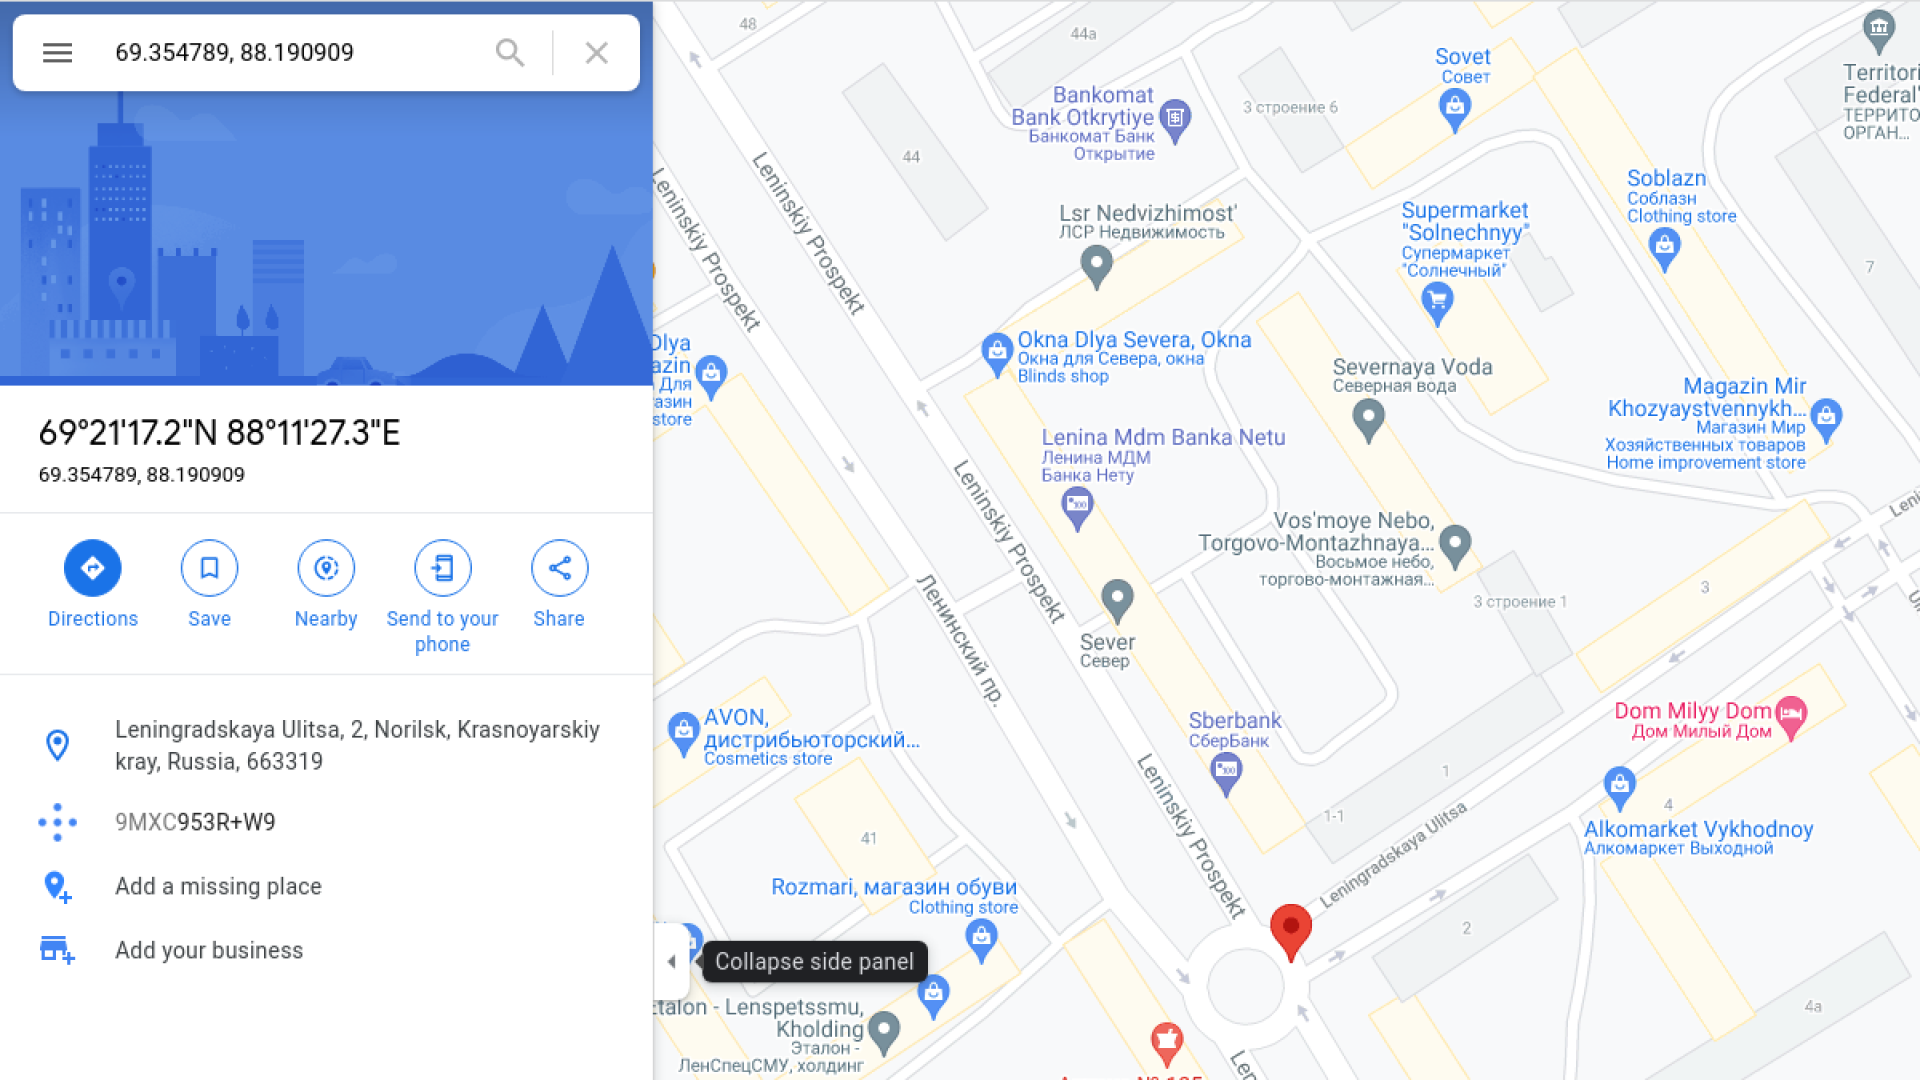 69.354789, 88.190909
69°21'17.2"N 88°11'27.3"E
69.354789, 88.190909
Directions
Save
Nearby
Send to your
phone
Share
Leningradskaya Ulitsa, 2, Norilsk, Krasnoyarskiy
kray, Russia, 663319
9MXC953R+W9
Add a missing place
Add your business
Collapse side panel
48
44a
44
Bankomat
Bank Otkrytiye
Банкомат Банк
Открытие
3 строение 6
Sovet
Совет
Territori
Federal'
ТЕРРИТО
ОРГАН...
Leninskiy Prospekt
Leninskiy Prospekt
Lsr Nedvizhimost'
ЛСР Недвижимость
Supermarket
"Solnechnyy"
Супермаркет
"Солнечный"
Soblazn
Соблазн
Clothing store
7
Dlya
azin
Для
газин
store
Okna Dlya Severa, Okna
Окна для Севера, окна
Blinds shop
Severnaya Voda
Северная вода
Magazin Mir
Khozyaystvennykh...
Магазин Мир
Хозяйственных товаров
Home improvement store
Lenina Mdm Banka Netu
Ленина МДМ
Банка Нету
Leninskiy Prospekt
Vos'moye Nebo,
Torgovo-Montazhnaya...
Восьмое небо,
торгово-монтажная...
Leni
3 строение 1
3
Ленинский пр.
Sever
Север
AVON,
дистрибьюторский...
Cosmetics store
Sberbank
СберБанк
Dom Milyy Dom
Дом Милый Дом
1
1-1
4
Alkomarket Vykhodnoy
Алкомаркет Выходной
Leninskiy Prospekt
Leningradskaya Ulitsa
41
Rozmari, магазин обуви
Clothing store
2
4a
Etalon - Lenspetssmu,
Kholding
Эталон -
ЛенСпецСМУ, холдинг
Len